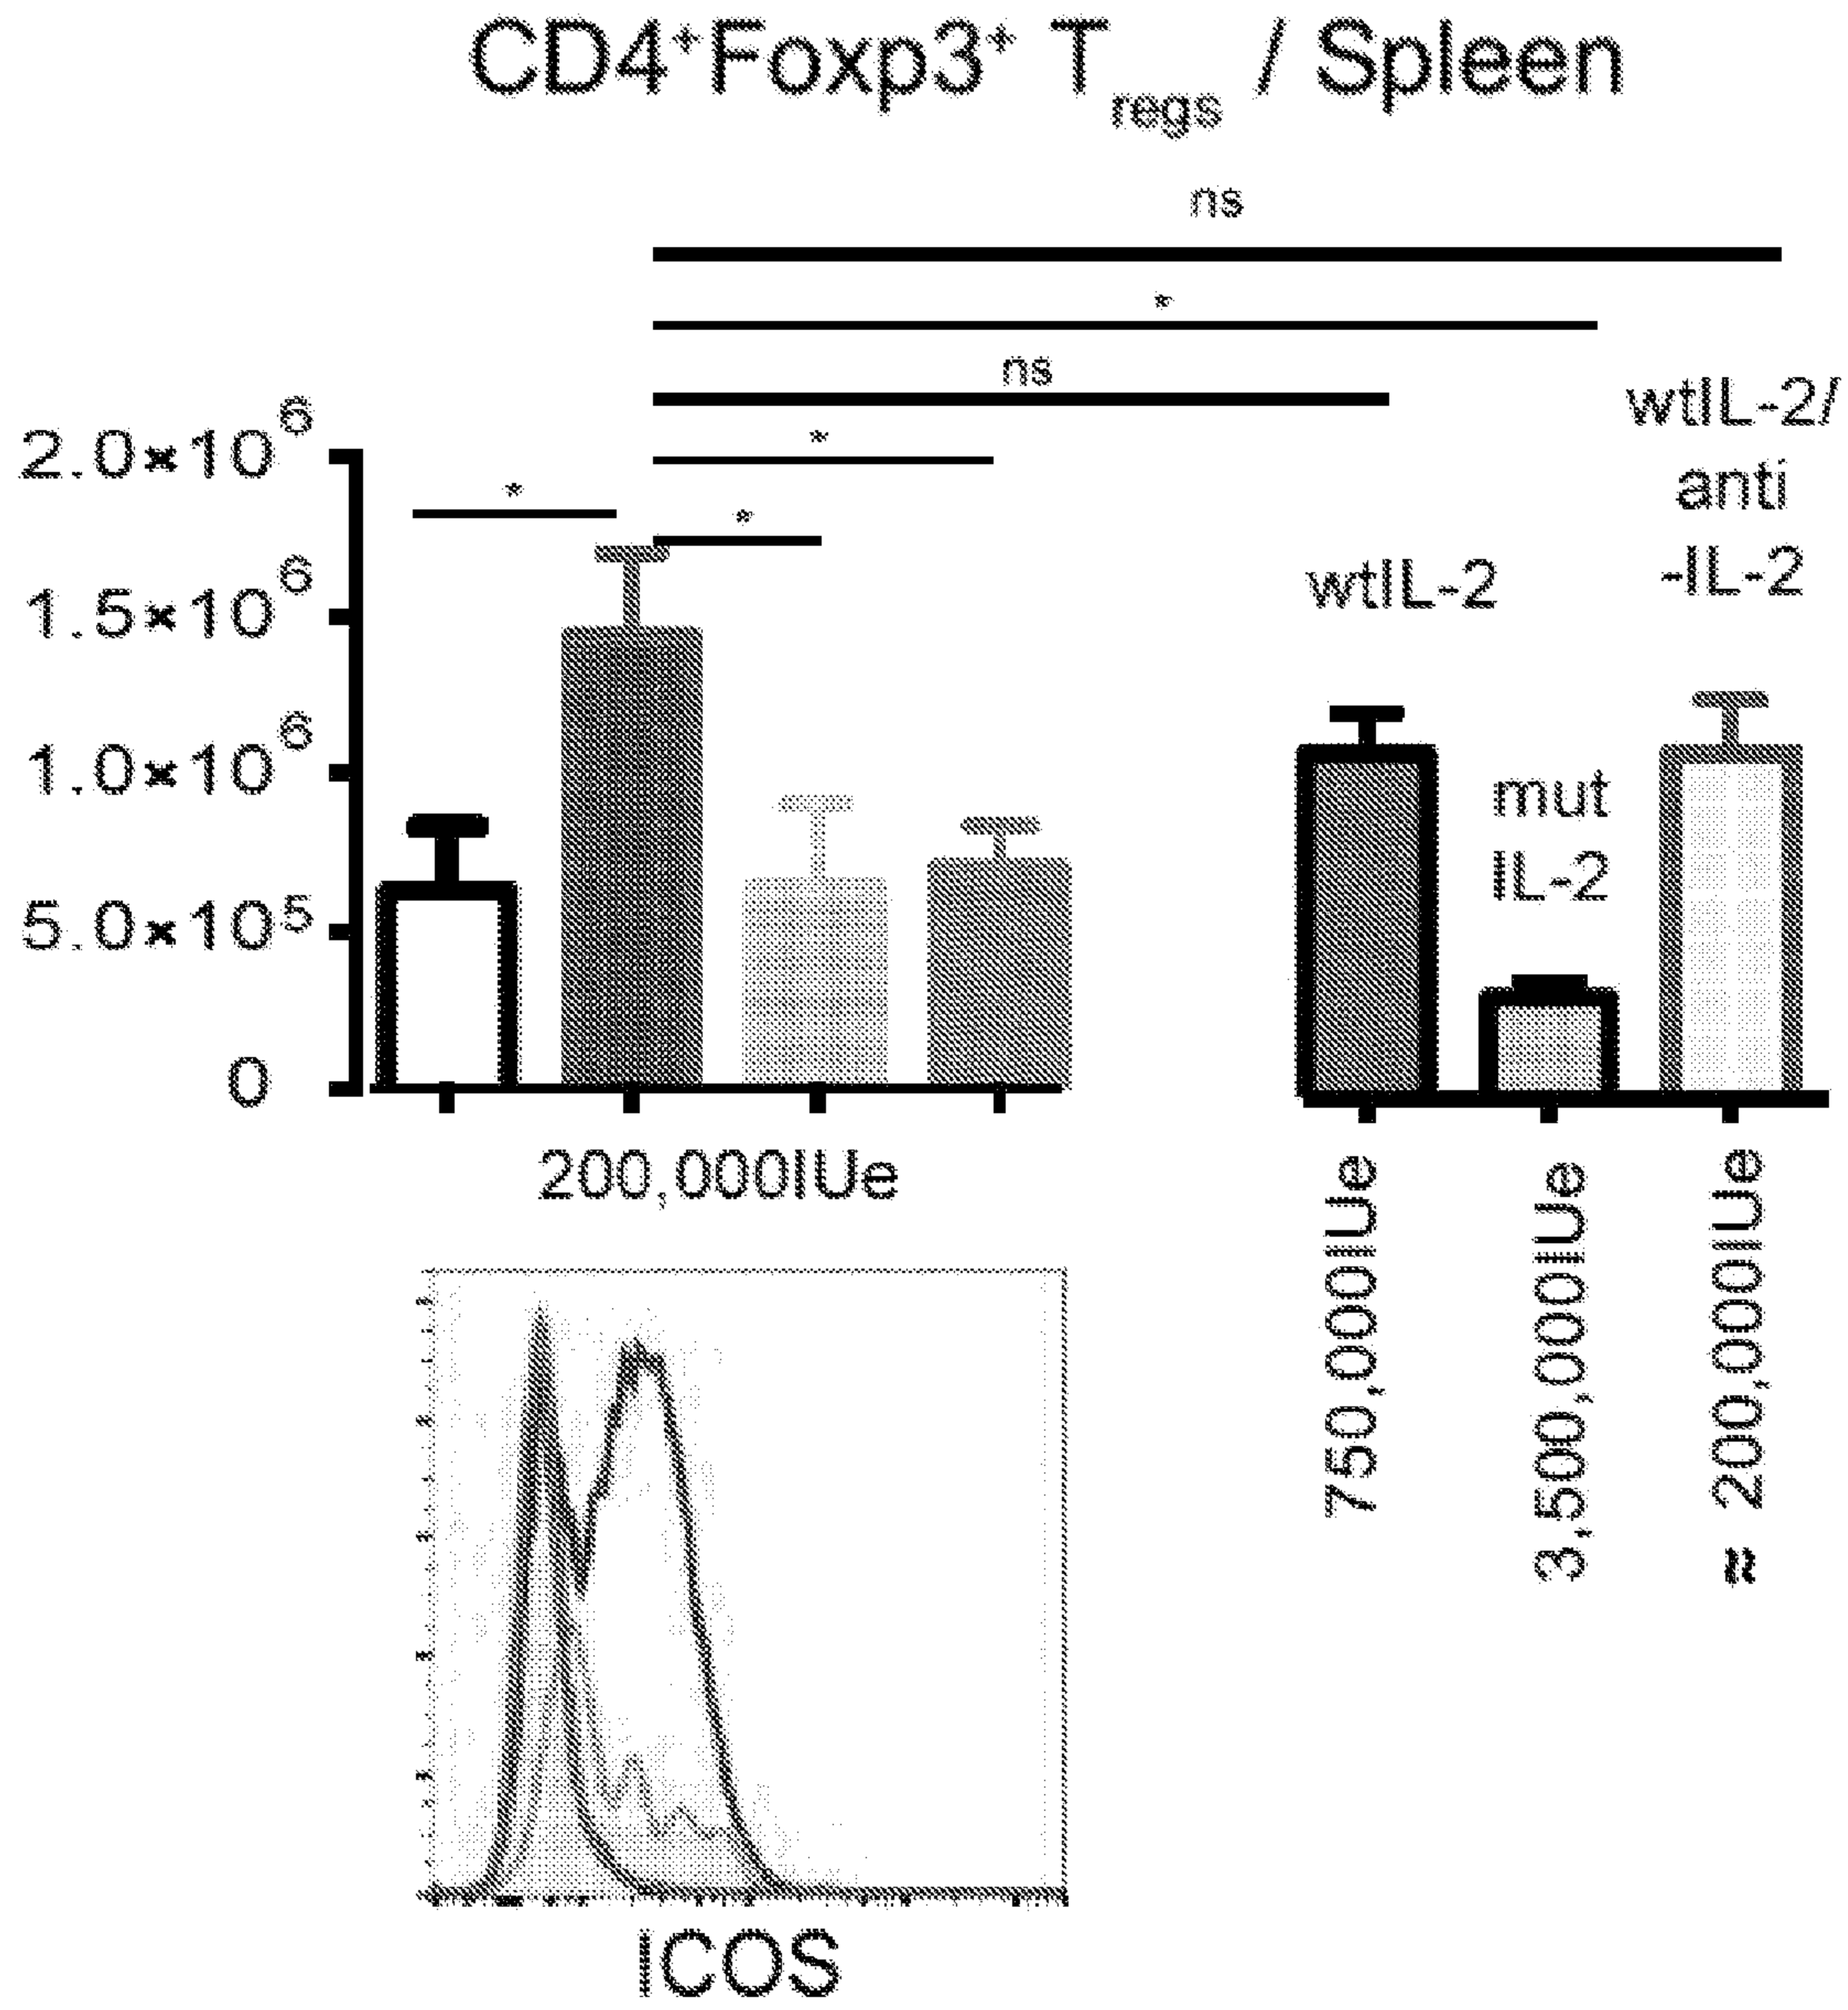 CD4⁺Foxp3⁺ Tregs / Spleen
ns
*
ns
*
*
*
2.0×10⁶
1.5×10⁶
1.0×10⁶
5.0×10⁵
0
200,000IUe
wtIL-2
mut
IL-2
wtIL-2/
anti
-IL-2
750,000IUe
3,500,000IUe
≈ 200,000IUe
ICOS